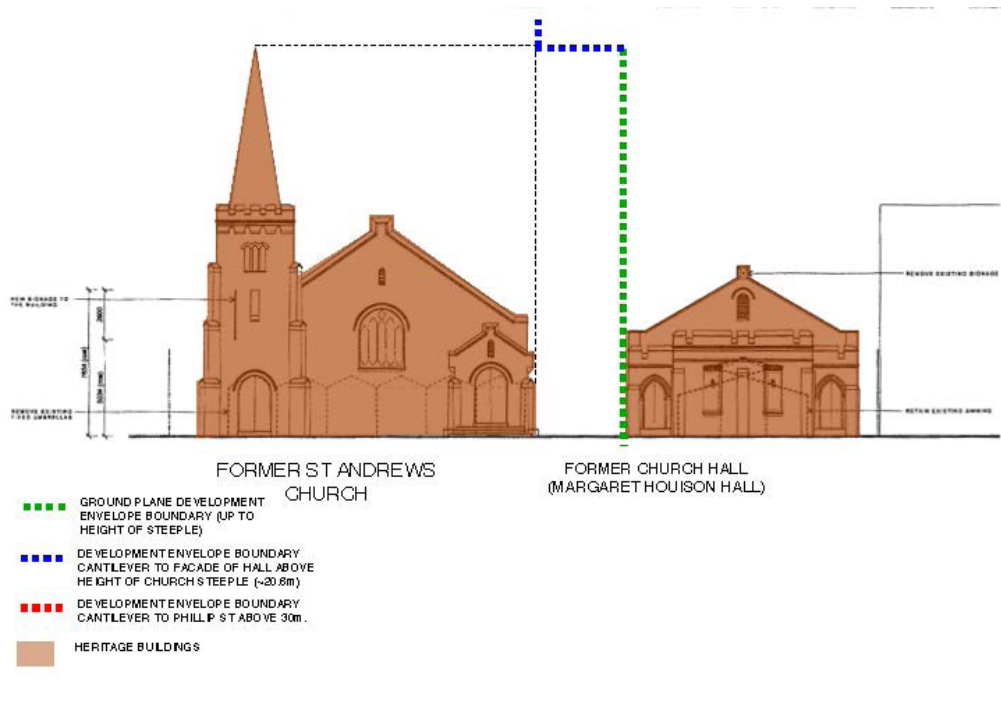 NEW SIGNAGE TO
THE BUILDING
REMOVE EXISTING
FIXED UMBRELLAS
2800
REMOVE EXISTING SIGNAGE
RETAIN EXISTING AWNING
FORMER ST ANDREWS
CHURCH
FORMER CHURCH HALL
(MARGARET HOUISON HALL)
GROUND PLANE DEVELOPMENT
ENVELOPE BOUNDARY (UP TO
HEIGHT OF STEEPLE)
DEVELOPMENT ENVELOPE BOUNDARY
CANTILEVER TO FACADE OF HALL ABOVE
HEIGHT OF CHURCH STEEPLE (~20.6m)
DEVELOPMENT ENVELOPE BOUNDARY
CANTILEVER TO PHILLIP ST ABOVE 30m.
HERITAGE BUILDINGS